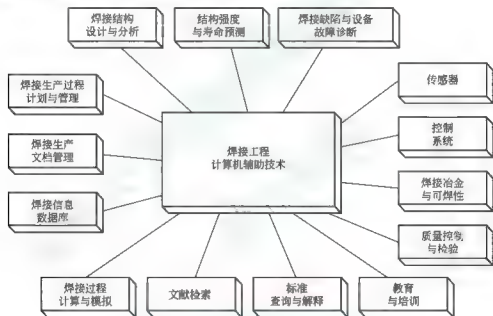 焊接结构
设计与分析
结构强度
与寿命预测
焊接缺陷与设备
故障诊断
焊接生产过程
计划与管理
传感器
焊接工程
计算机辅助技术
控制
系统
焊接生产
文档管理
焊接冶金
与可焊性
焊接信息
数据库
质量控制
与检验
焊接过程
计算与模拟
文献检索
标准
查询与解释
教育
与培训